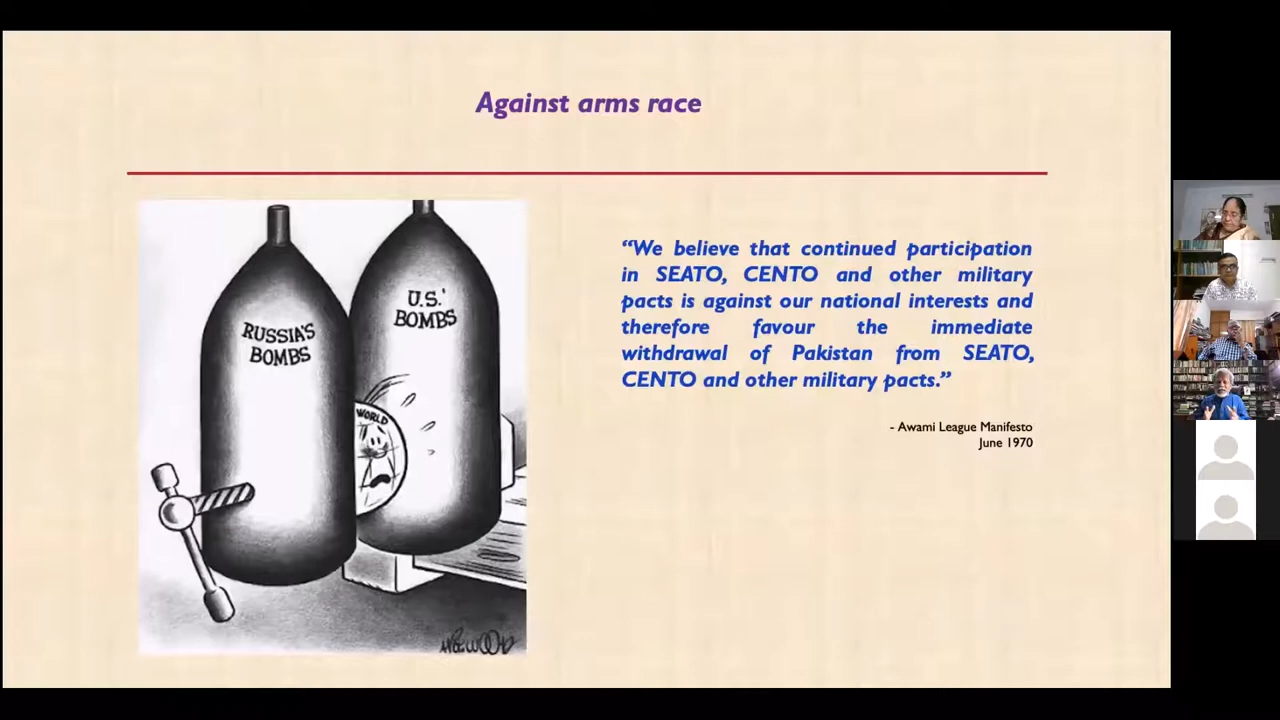 Against arms race
RUSSIA'S
BOMBS
U.S.'
BOMBS
WORLD
“We believe that continued participation
in SEATO, CENTO and other military
pacts is against our national interests and
therefore favour the immediate
withdrawal of Pakistan from SEATO,
CENTO and other military pacts.”
- Awami League Manifesto
June 1970